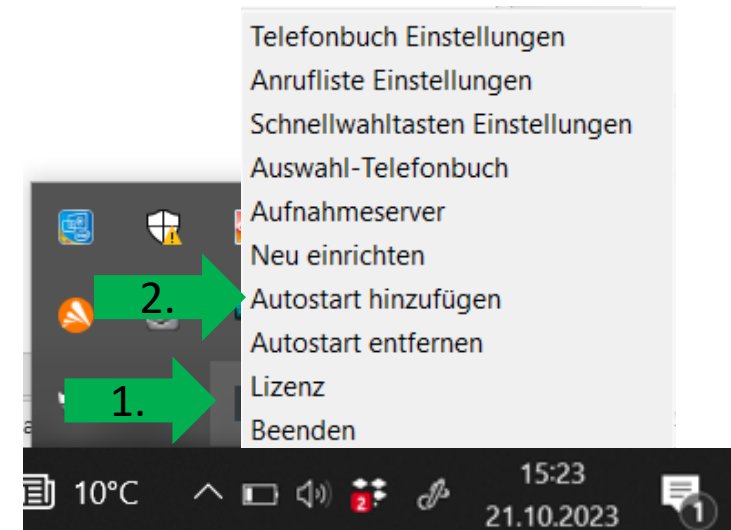 Telefonbuch Einstellungen
Anrufliste Einstellungen
Schnellwahltasten Einstellungen
Auswahl-Telefonbuch
Aufnahmeserver
Neu einrichten
2. Autostart hinzufügen
Autostart entfernen
1. Lizenz
Beenden
10°C 2 15:23
21.10.2023 1